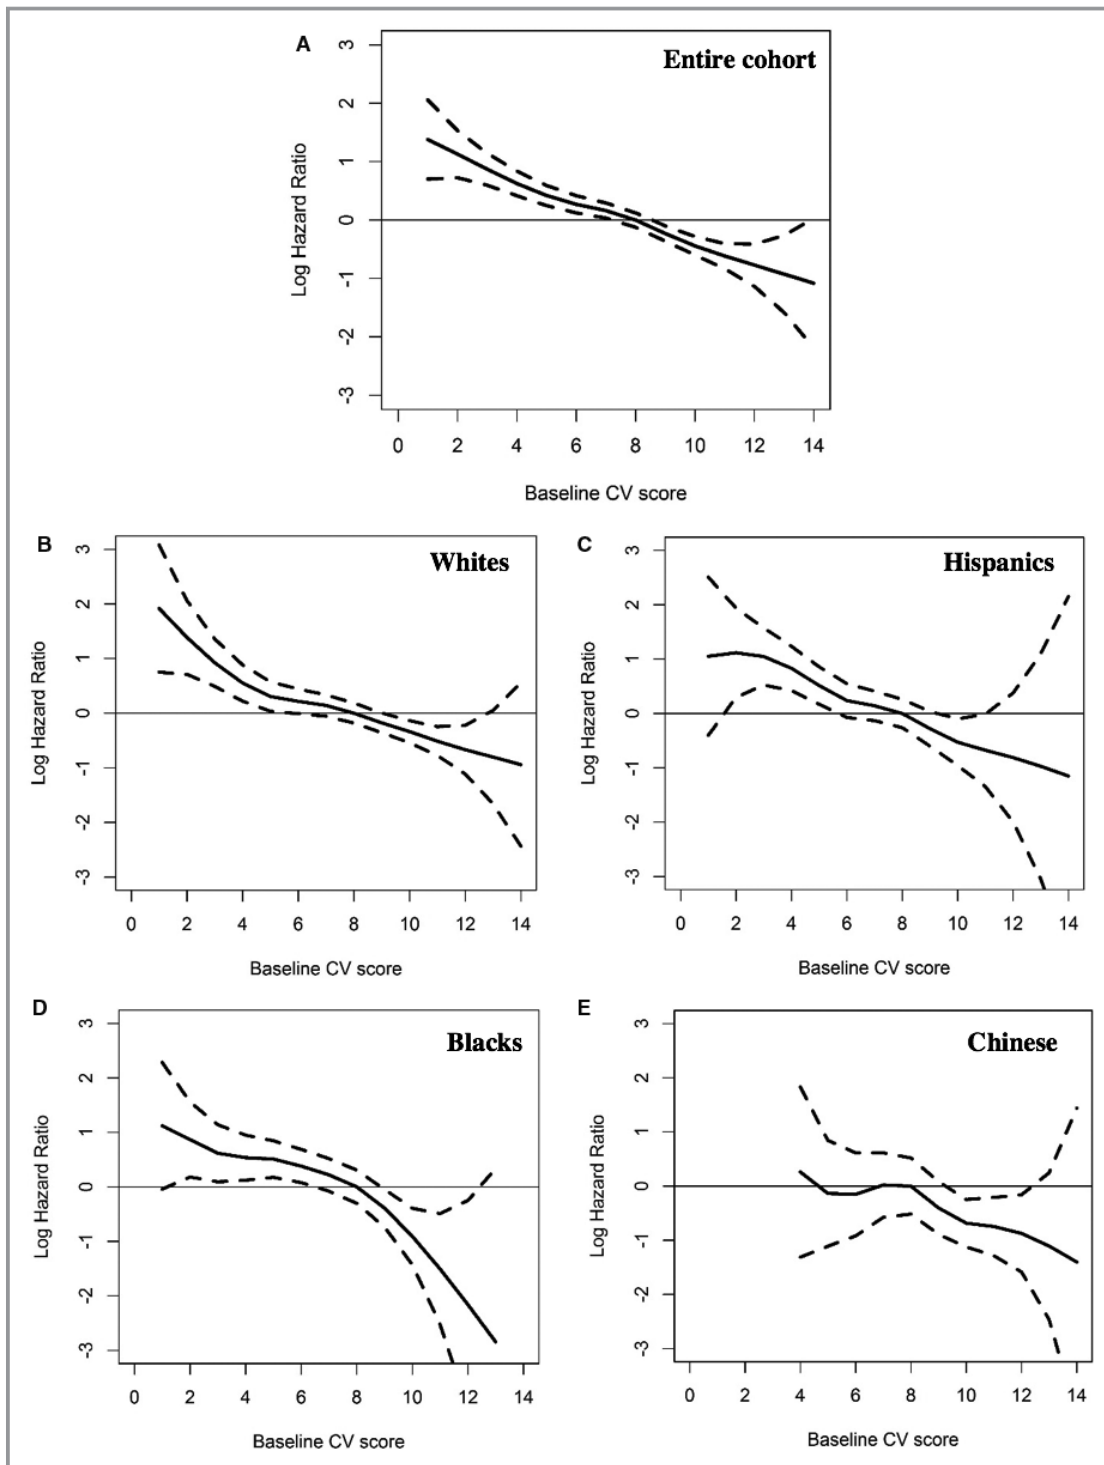 A
Entire cohort
3
2
1
0
-1
-2
-3
Log Hazard Ratio
0 2 4 6 8 10 12 14
Baseline CV score
B
Whites
3
2
1
0
-1
-2
-3
Log Hazard Ratio
0 2 4 6 8 10 12 14
Baseline CV score
C
Hispanics
3
2
1
0
-1
-2
-3
Log Hazard Ratio
0 2 4 6 8 10 12 14
Baseline CV score
D
Blacks
3
2
1
0
-1
-2
-3
Log Hazard Ratio
0 2 4 6 8 10 12 14
Baseline CV score
E
Chinese
3
2
1
0
-1
-2
-3
Log Hazard Ratio
0 2 4 6 8 10 12 14
Baseline CV score